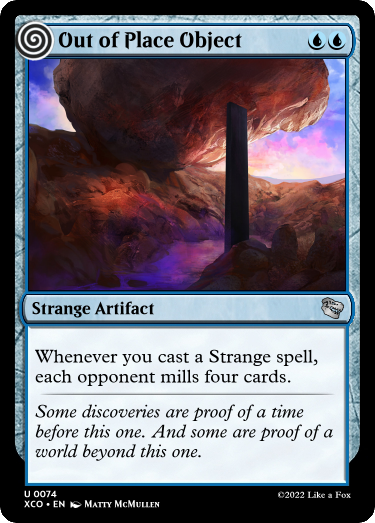 Out of Place Object
Strange Artifact
Whenever you cast a Strange spell,
each opponent mills four cards.
Some discoveries are proof of a time
before this one. And some are proof of a
world beyond this one.
U 0074
XCO • EN Matty McMullen
©2022 Like a Fox